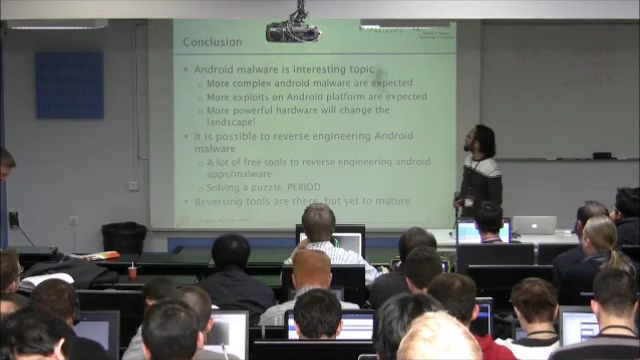 Conclusion
• Android malware is interesting topic
○ More complex android malware are expected
○ More exploits on Android platform are expected
○ More powerful hardware will change the
landscape!
• It is possible to reverse engineering Android
malware
○ A lot of free tools to reverse engineering android
apps/malware
○ Solving a puzzle, PERIOD
• Reversing tools are there, but yet to mature